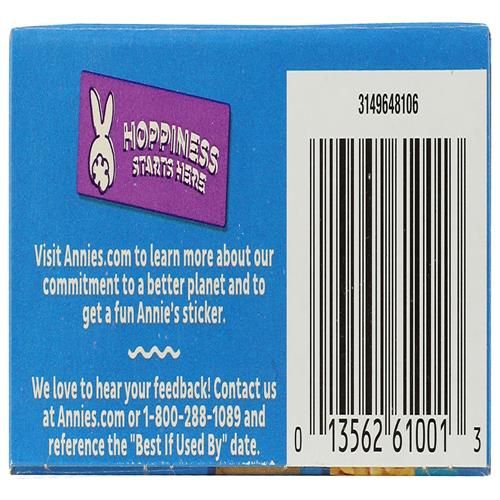 3149648106
HOPPINESS
STARTS HERE
Visit Annies.com to learn more about our
commitment to a better planet and to
get a fun Annie's sticker.
We love to hear your feedback! Contact us
at Annies.com or 1-800-288-1089 and
reference the "Best If Used By" date.
0 13562 61001 3